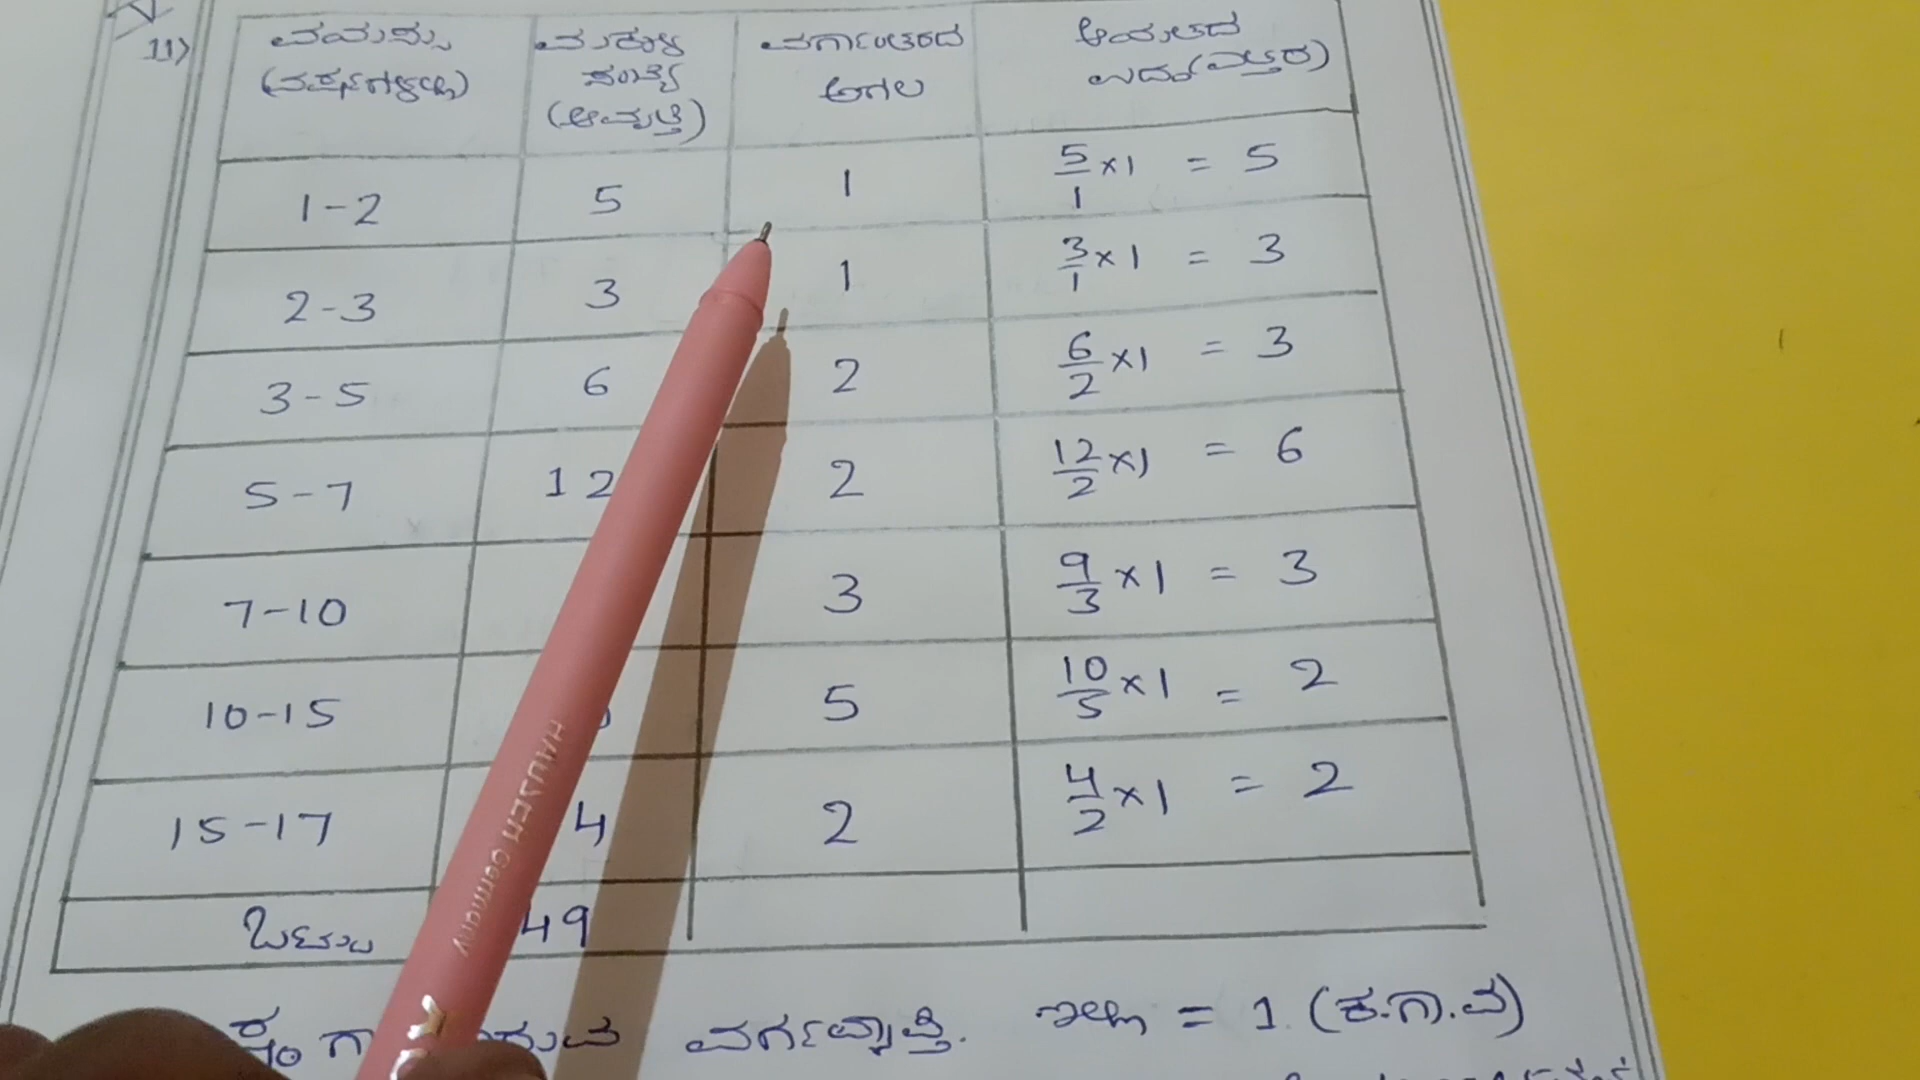 11) ವಯಸ್ಸು ಮಕ್ಕಳ ವರ್ಗಾಂತರದ ಆಯತದ
(ವರ್ಷಗಳಲ್ಲಿ) ಸಂಖ್ಯೆ ಅಗಲ ಉದ್ದ(ಎತ್ತರ)
(ಆವೃತ್ತಿ)
1-2 5 1 5/1 ×1 = 5
2-3 3 1 3/1 ×1 = 3
3-5 6 2 6/2 ×1 = 3
5-7 12 2 12/2 ×1 = 6
7-10 3 9/3 ×1 = 3
10-15 5 10/5 ×1 = 2
15-17 4 2 4/2 ×1 = 2
ಒಟ್ಟು 49
ವರ್ಗವ್ಯಾಪ್ತಿ. ಇಲ್ಲಿ = 1. (ಕ.ಗಾ.ವ)
HAUSER Germany